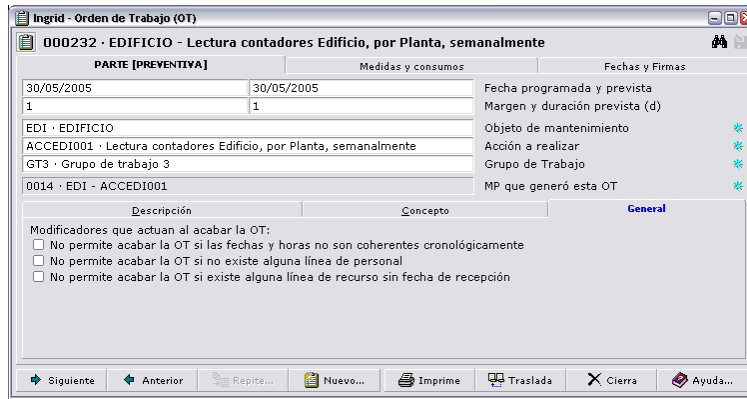 Ingrid - Orden de Trabajo (OT)
000232 · EDIFICIO - Lectura contadores Edificio, por Planta, semanalmente
PARTE [PREVENTIVA] Medidas y consumos Fechas y Firmas
30/05/2005 30/05/2005 Fecha programada y prevista
1 1 Margen y duración prevista (d)
EDI · EDIFICIO Objeto de mantenimiento
ACCEDI001 · Lectura contadores Edificio, por Planta, semanalmente Acción a realizar
GT3 · Grupo de trabajo 3 Grupo de Trabajo
0014 · EDI - ACCEDI001 MP que generó esta OT
Descripción Concepto General
Modificadores que actuan al acabar la OT:
No permite acabar la OT si las fechas y horas no son coherentes cronológicamente
No permite acabar la OT si no existe alguna línea de personal
No permite acabar la OT si existe alguna línea de recurso sin fecha de recepción
Siguiente Anterior Repite... Nuevo... Imprime Traslada Cierra Ayuda...